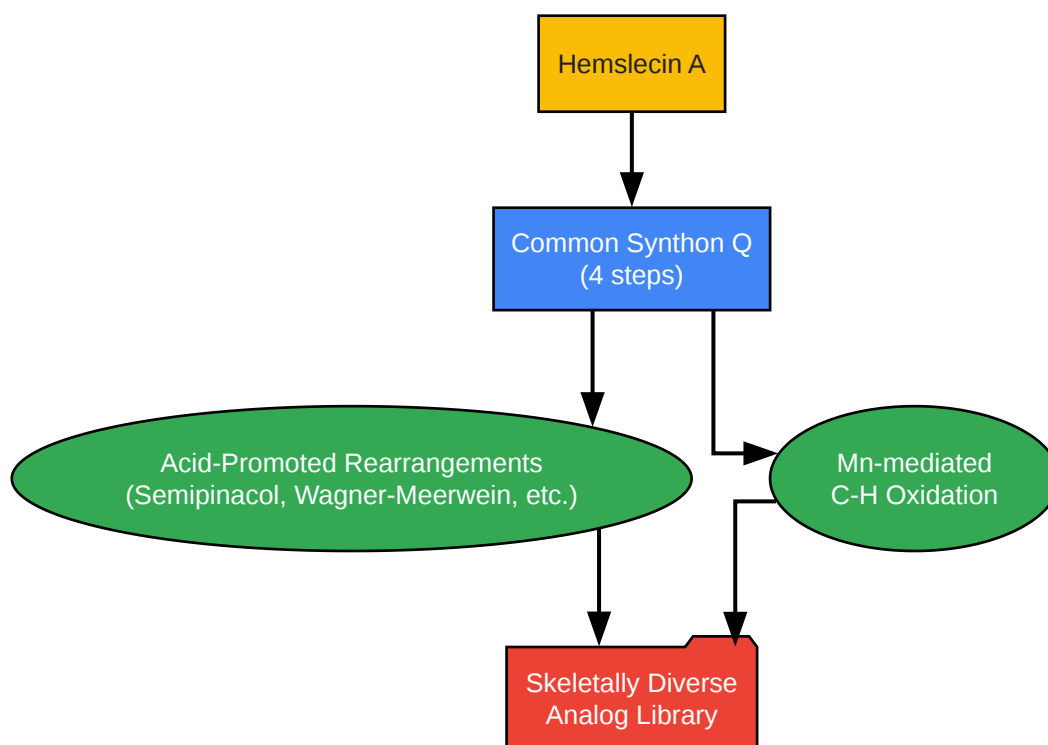 Hemslecin A
Common Synthon Q
(4 steps)
Acid-Promoted Rearrangements
(Semipinacol, Wagner-Meerwein, etc.)
Mn-mediated
C-H Oxidation
Skeletally Diverse
Analog Library